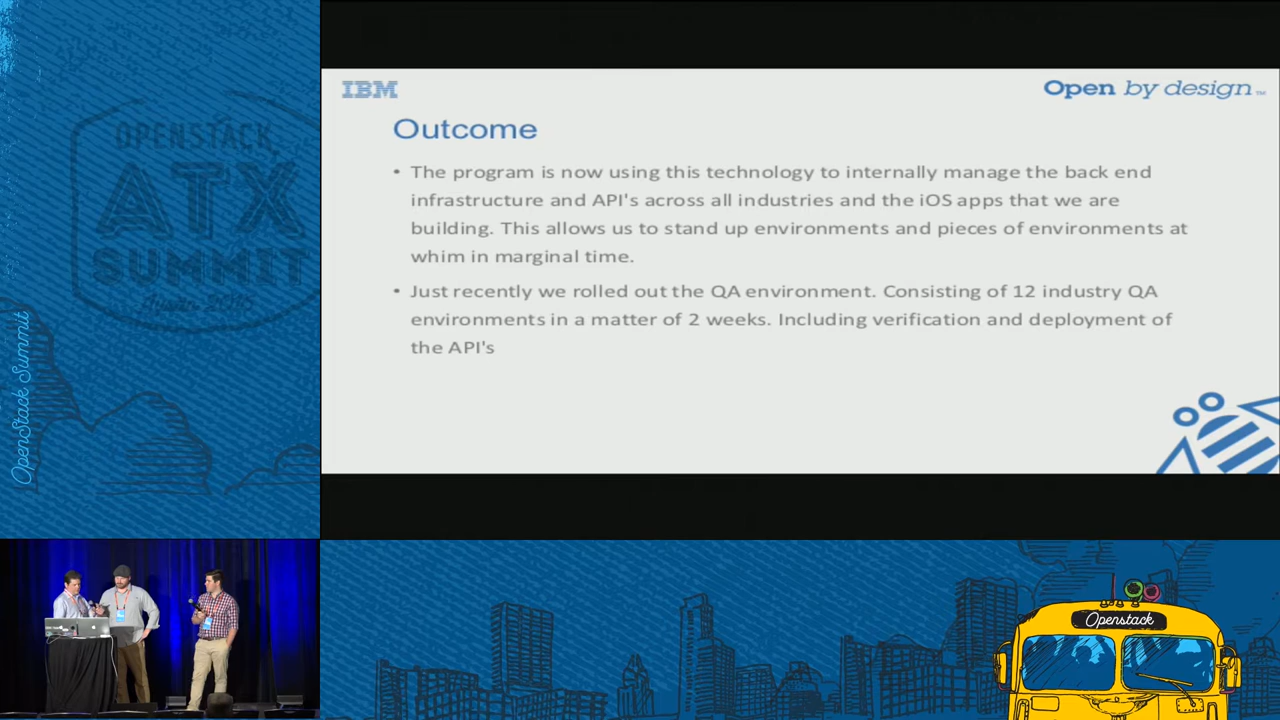 OPENSTACK
ATX
SUMMIT
Austin 2016
OpenStack Summit
IBM
Open by design™
Outcome
• The program is now using this technology to internally manage the back end
infrastructure and API's across all industries and the iOS apps that we are
building. This allows us to stand up environments and pieces of environments at
whim in marginal time.
• Just recently we rolled out the QA environment. Consisting of 12 industry QA
environments in a matter of 2 weeks. Including verification and deployment of
the API's
Openstack